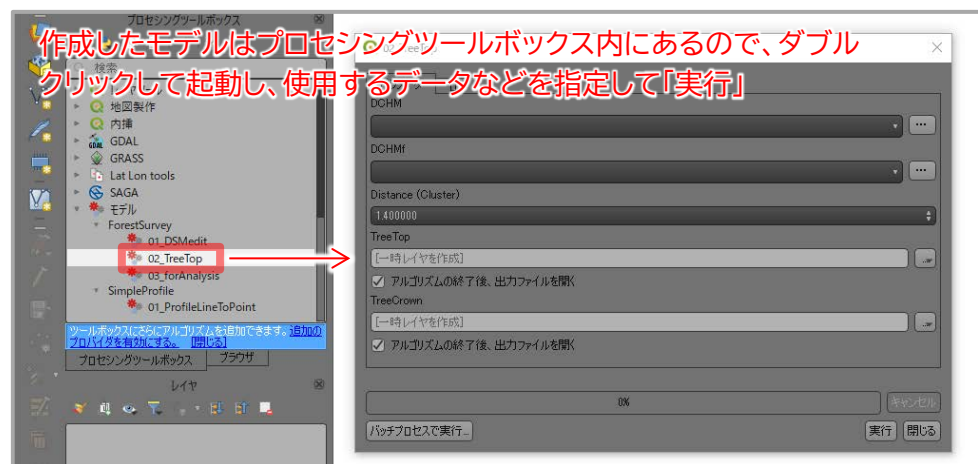 プロセシングツールボックス
作成したモデルはプロセシングツールボックス内にあるので、ダブル
クリックして起動し、使用するデータなどを指定して「実行」
検索
地図製作
内挿
GDAL
GRASS
Lat Lon tools
SAGA
モデル
ForestSurvey
01_DSMedit
02_TreeTop
03_forAnalysis
SimpleProfile
01_ProfileLineToPoint
ツールボックスにさらにアルゴリズムを追加できます。追加の
プロバイダを有効にする。 [閉じる]
プロセシングツールボックス ブラウザ
レイヤ
DCHM
DCHMf
Distance (Cluster)
1.400000
TreeTop
[一時レイヤを作成]
アルゴリズムの終了後、出力ファイルを開く
TreeCrown
[一時レイヤを作成]
アルゴリズムの終了後、出力ファイルを開く
0%
キャンセル
バッチプロセスで実行...
実行 閉じる